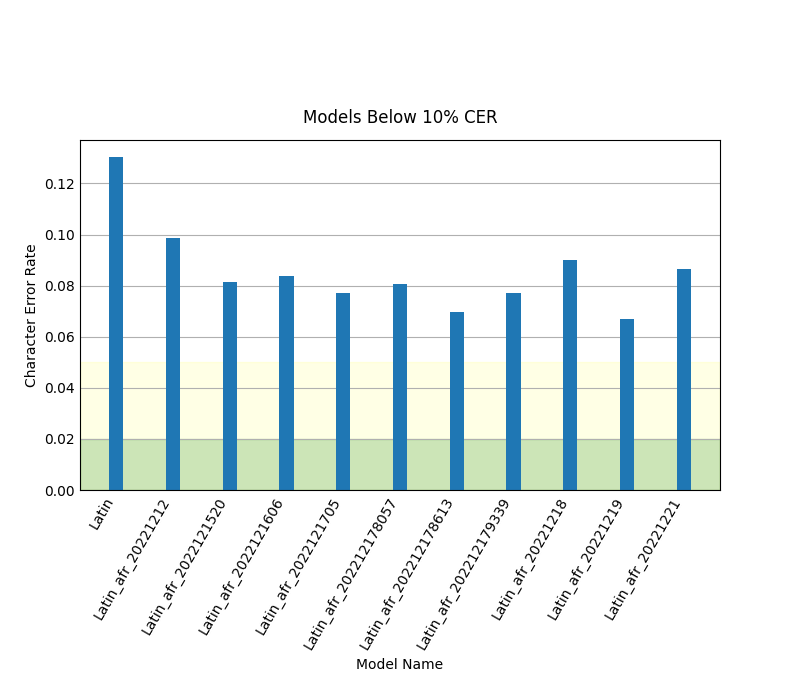 Models Below 10% CER
Character Error Rate
0.12
0.10
0.08
0.06
0.04
0.02
0.00
Latin
Latin_afr_20221212
Latin_afr_2022121520
Latin_afr_2022121606
Latin_afr_2022121705
Latin_afr_202212178057
Latin_afr_202212178613
Latin_afr_202212179339
Latin_afr_20221218
Latin_afr_20221219
Latin_afr_20221221
Model Name